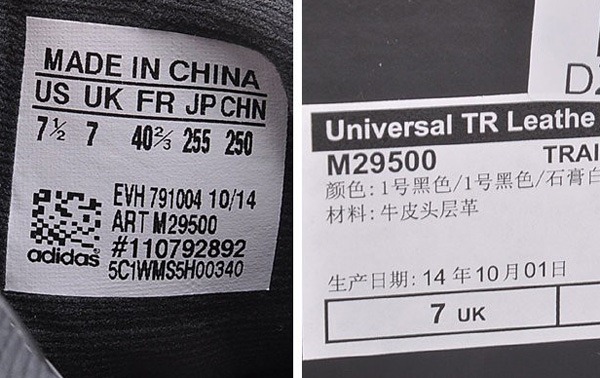 MADE IN CHINA
US UK FR JP CHN
7½ 7 40⅔ 255 250
EVH 791004 10/14
ART M29500
#110792892
5C1WMS5H00340
adidas
Universal TR Leathe
M29500
TRAI
颜色: 1号黑色/1号黑色/石膏白
材料: 牛皮头层革
生产日期: 14 年 10 月 01日
7 UK